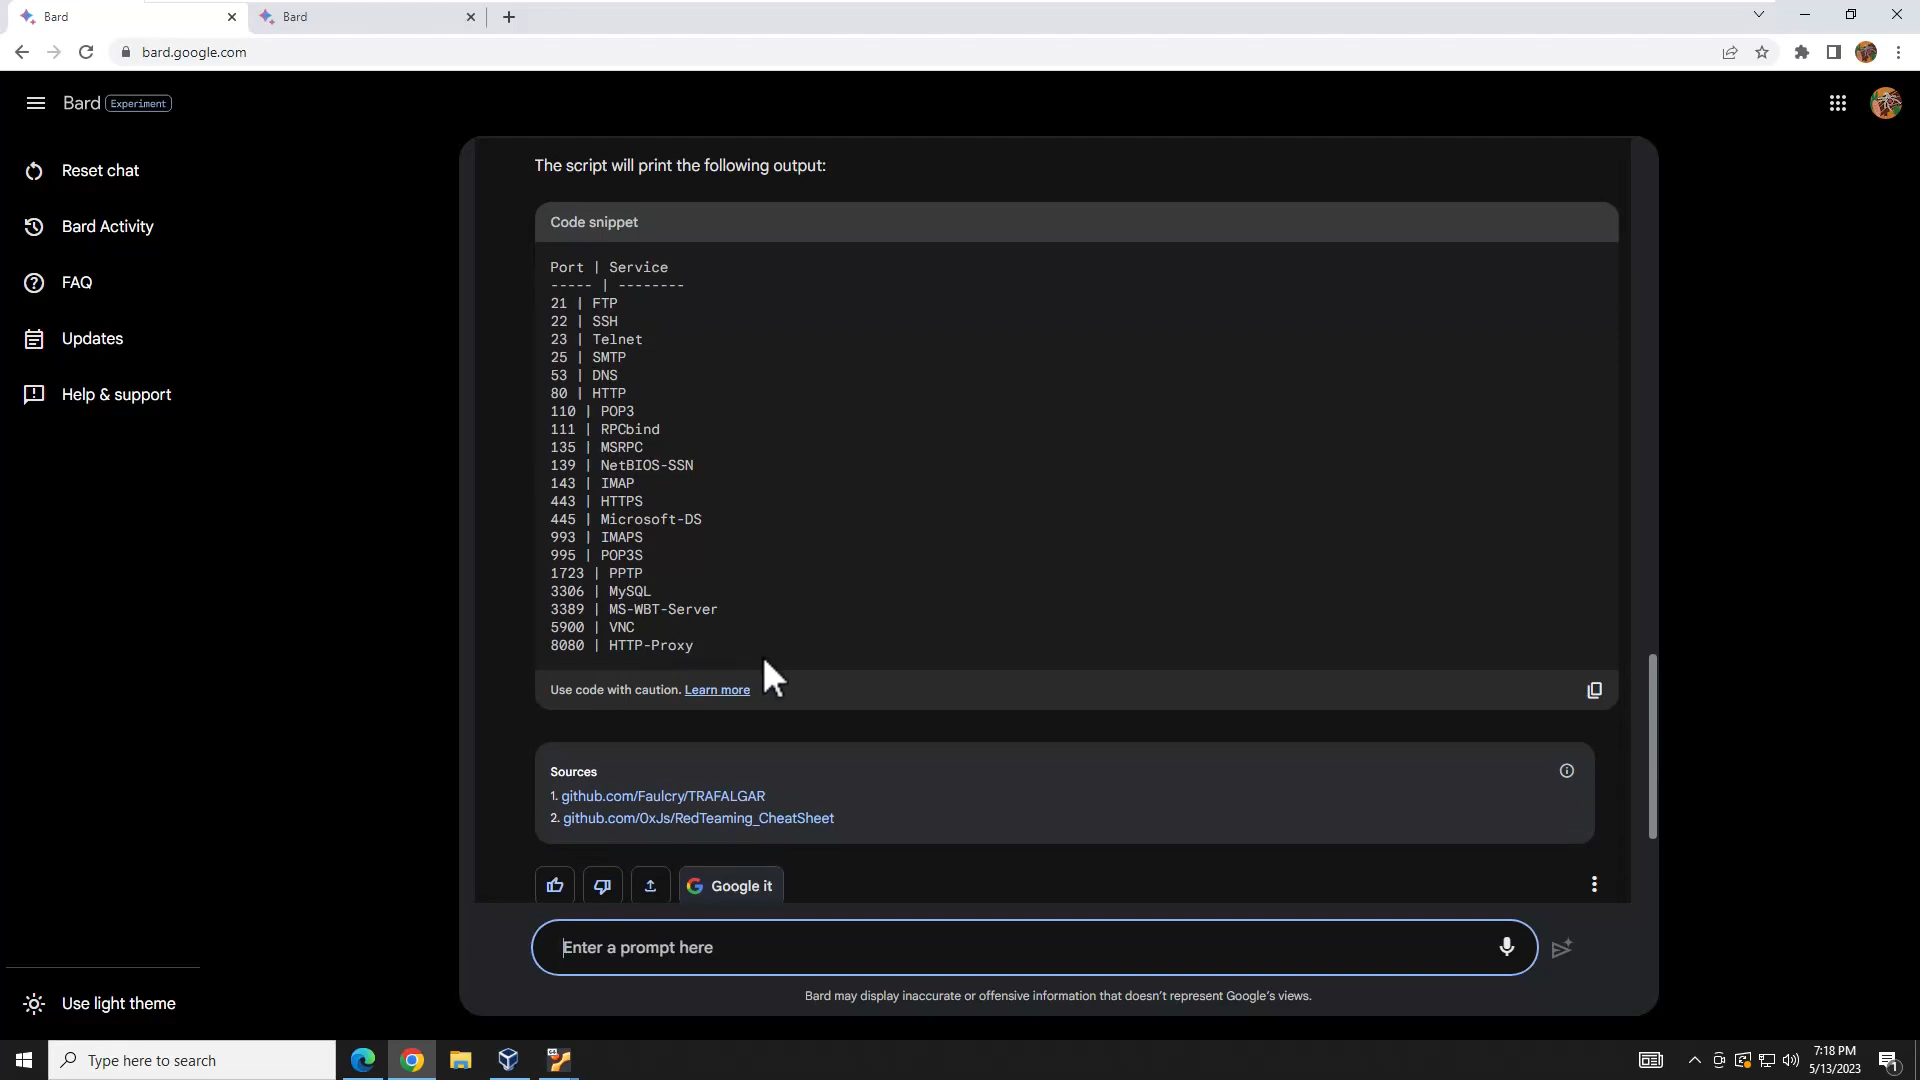 Bard
Bard
bard.google.com
Bard Experiment
Reset chat
Bard Activity
FAQ
Updates
Help & support
Use light theme
The script will print the following output:
Code snippet
Port | Service
----- | --------
21 | FTP
22 | SSH
23 | Telnet
25 | SMTP
53 | DNS
80 | HTTP
110 | POP3
111 | RPCbind
135 | MSRPC
139 | NetBIOS-SSN
143 | IMAP
443 | HTTPS
445 | Microsoft-DS
993 | IMAPS
995 | POP3S
1723 | PPTP
3306 | MySQL
3389 | MS-WBT-Server
5900 | VNC
8080 | HTTP-Proxy
Use code with caution. Learn more
Sources
1. github.com/Faulcry/TRAFALGAR
2. github.com/0xJs/RedTeaming_CheatSheet
Google it
Enter a prompt here
Bard may display inaccurate or offensive information that doesn't represent Google's views.
Type here to search
7:18 PM
5/13/2023
1